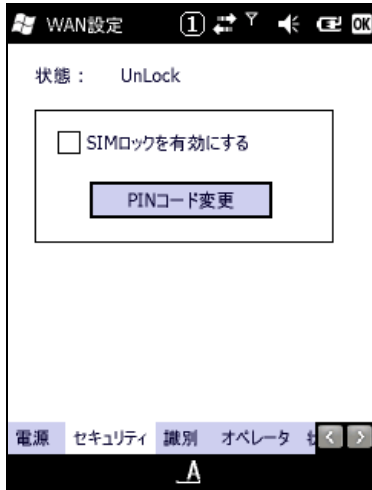 WAN設定 1 OK
状態： UnLock
SIMロックを有効にする
PINコード変更
電源 セキュリティ 識別 オペレータ
A